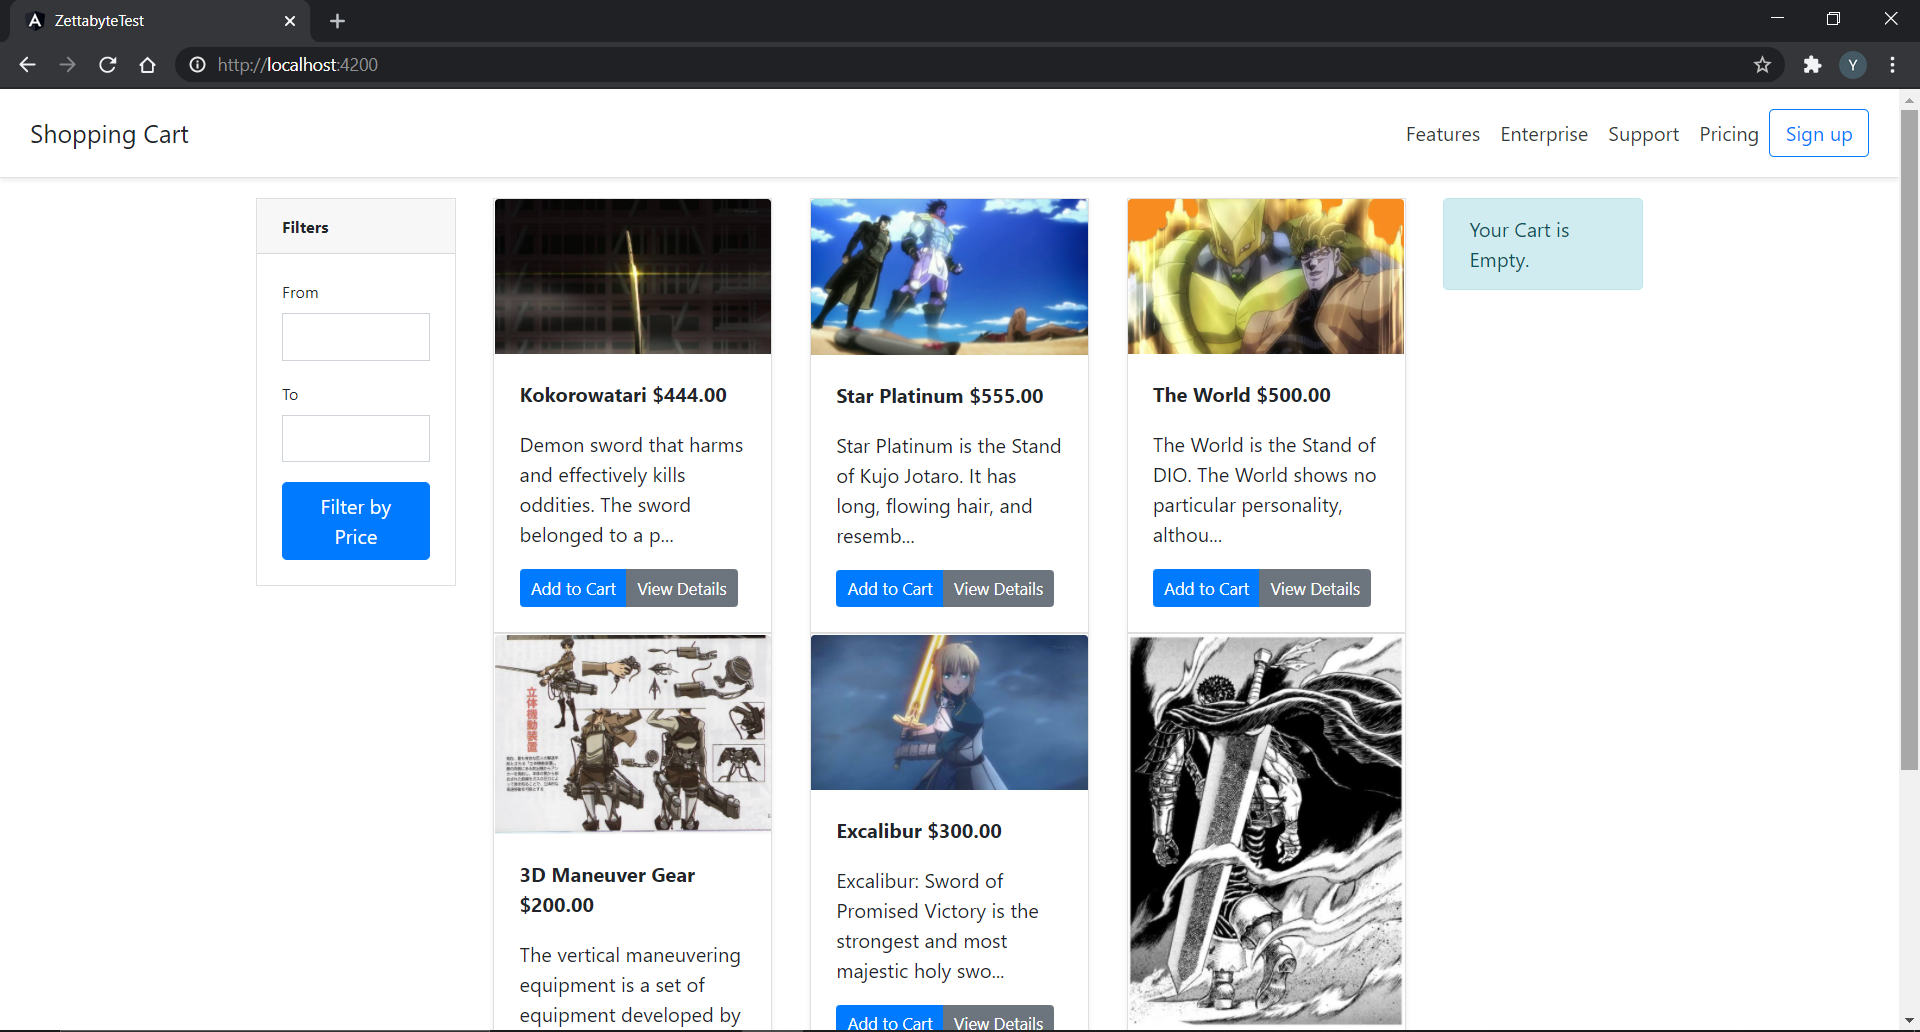 ZettabyteTest
http://localhost:4200
Y
Shopping Cart
Features Enterprise Support Pricing Sign up
Filters
From
To
Filter by
Price
Kokorowatari $444.00
Demon sword that harms
and effectively kills
oddities. The sword
belonged to a p...
Add to Cart View Details
Star Platinum $555.00
Star Platinum is the Stand
of Kujo Jotaro. It has
long, flowing hair, and
resemb...
Add to Cart View Details
The World $500.00
The World is the Stand of
DIO. The World shows no
particular personality,
althou...
Add to Cart View Details
Your Cart is
Empty.
立体機動装置
3D Maneuver Gear
$200.00
The vertical maneuvering
equipment is a set of
equipment developed by
Excalibur $300.00
Excalibur: Sword of
Promised Victory is the
strongest and most
majestic holy swo...
Add to Cart View Details